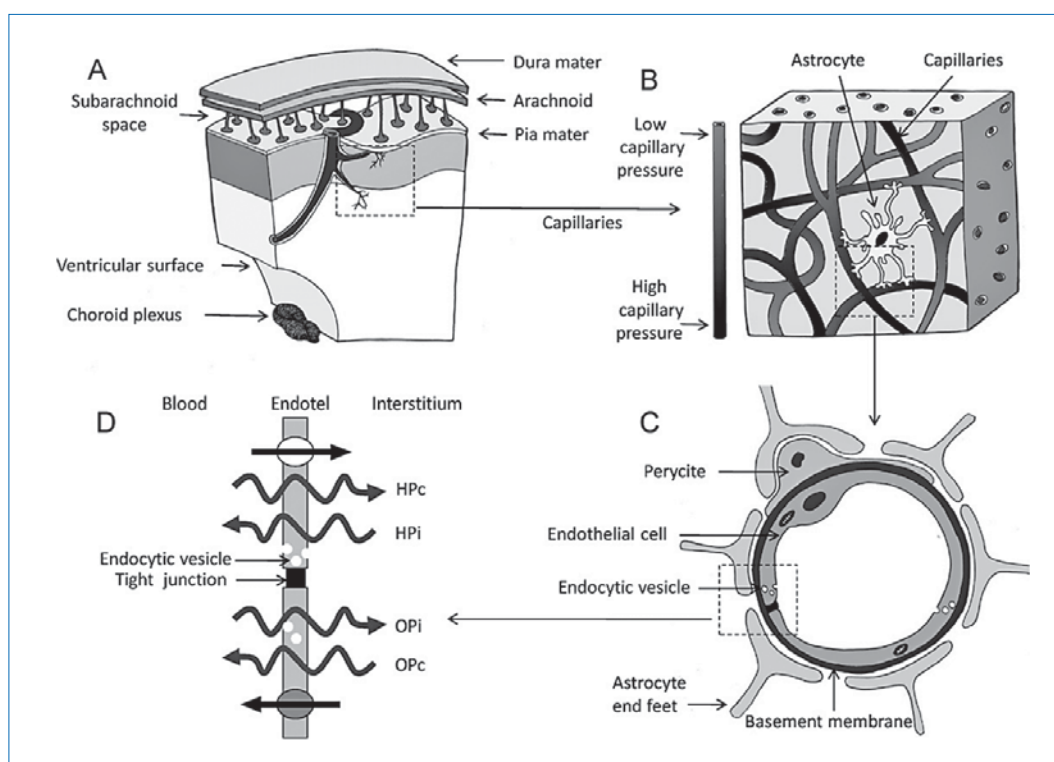 A
Dura mater
Subarachnoid
space
Arachnoid
Pia mater
Capillaries
Ventricular surface
Choroid plexus
B
Astrocyte
Capillaries
Low
capillary
pressure
High
capillary
pressure
D
Blood
Endotel
Interstitium
HPc
HPi
Endocytic vesicle
Tight junction
OPi
OPc
C
Perycite
Endothelial cell
Endocytic vesicle
Astrocyte
end feet
Basement membrane